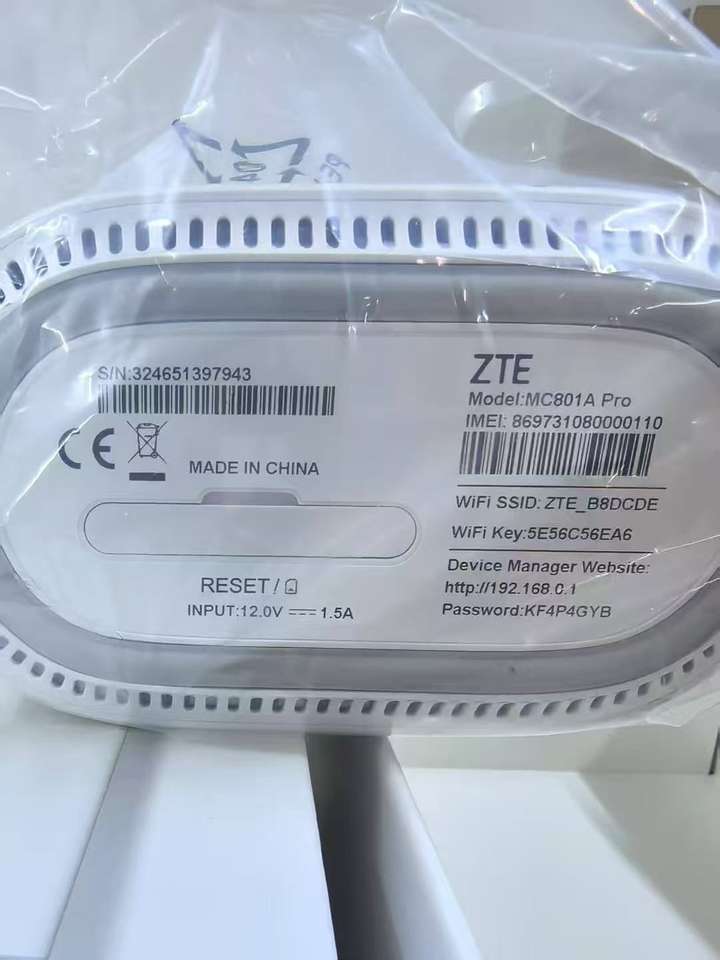 S/N:324651397943
CE
MADE IN CHINA
RESET/
INPUT:12.0V 1.5A
ZTE
Model:MC801A Pro
IMEI: 869731080000110
WiFi SSID: ZTE_B8DCDE
WiFi Key:5E56C56EA6
Device Manager Website:
http://192.168.0.1
Password:KF4P4GYB